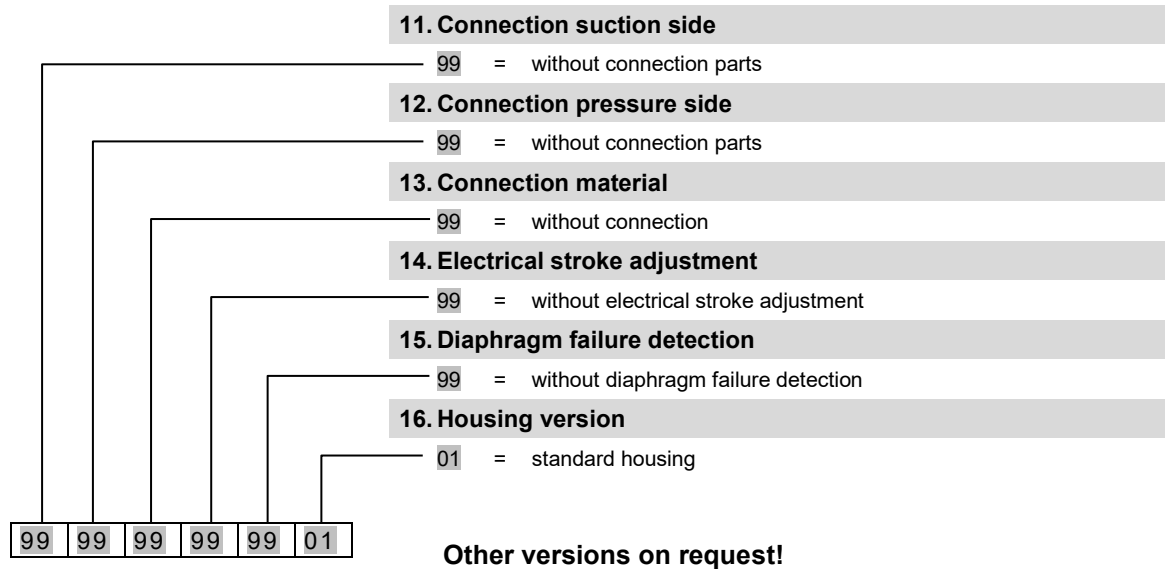 11. Connection suction side
99 = without connection parts
12. Connection pressure side
99 = without connection parts
13. Connection material
99 = without connection
14. Electrical stroke adjustment
99 = without electrical stroke adjustment
15. Diaphragm failure detection
99 = without diaphragm failure detection
16. Housing version
01 = standard housing
99 99 99 99 99 01
Other versions on request!